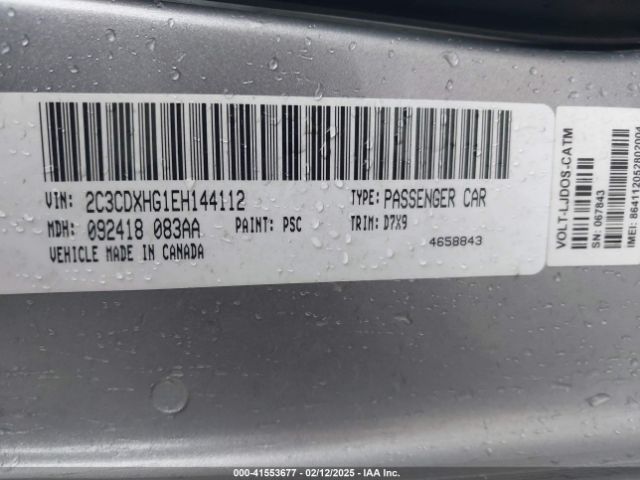 VIN: 2C3CDXHG1EH144112 TYPE: PASSENGER CAR
MDH: 092418 083AA PAINT: PSC TRIM: D7X9
VEHICLE MADE IN CANADA 4658843
VOLT-LJDOS-CATM
SN: 067843
IMEI:
000-41553677 - 02/12/2025 - IAA Inc.